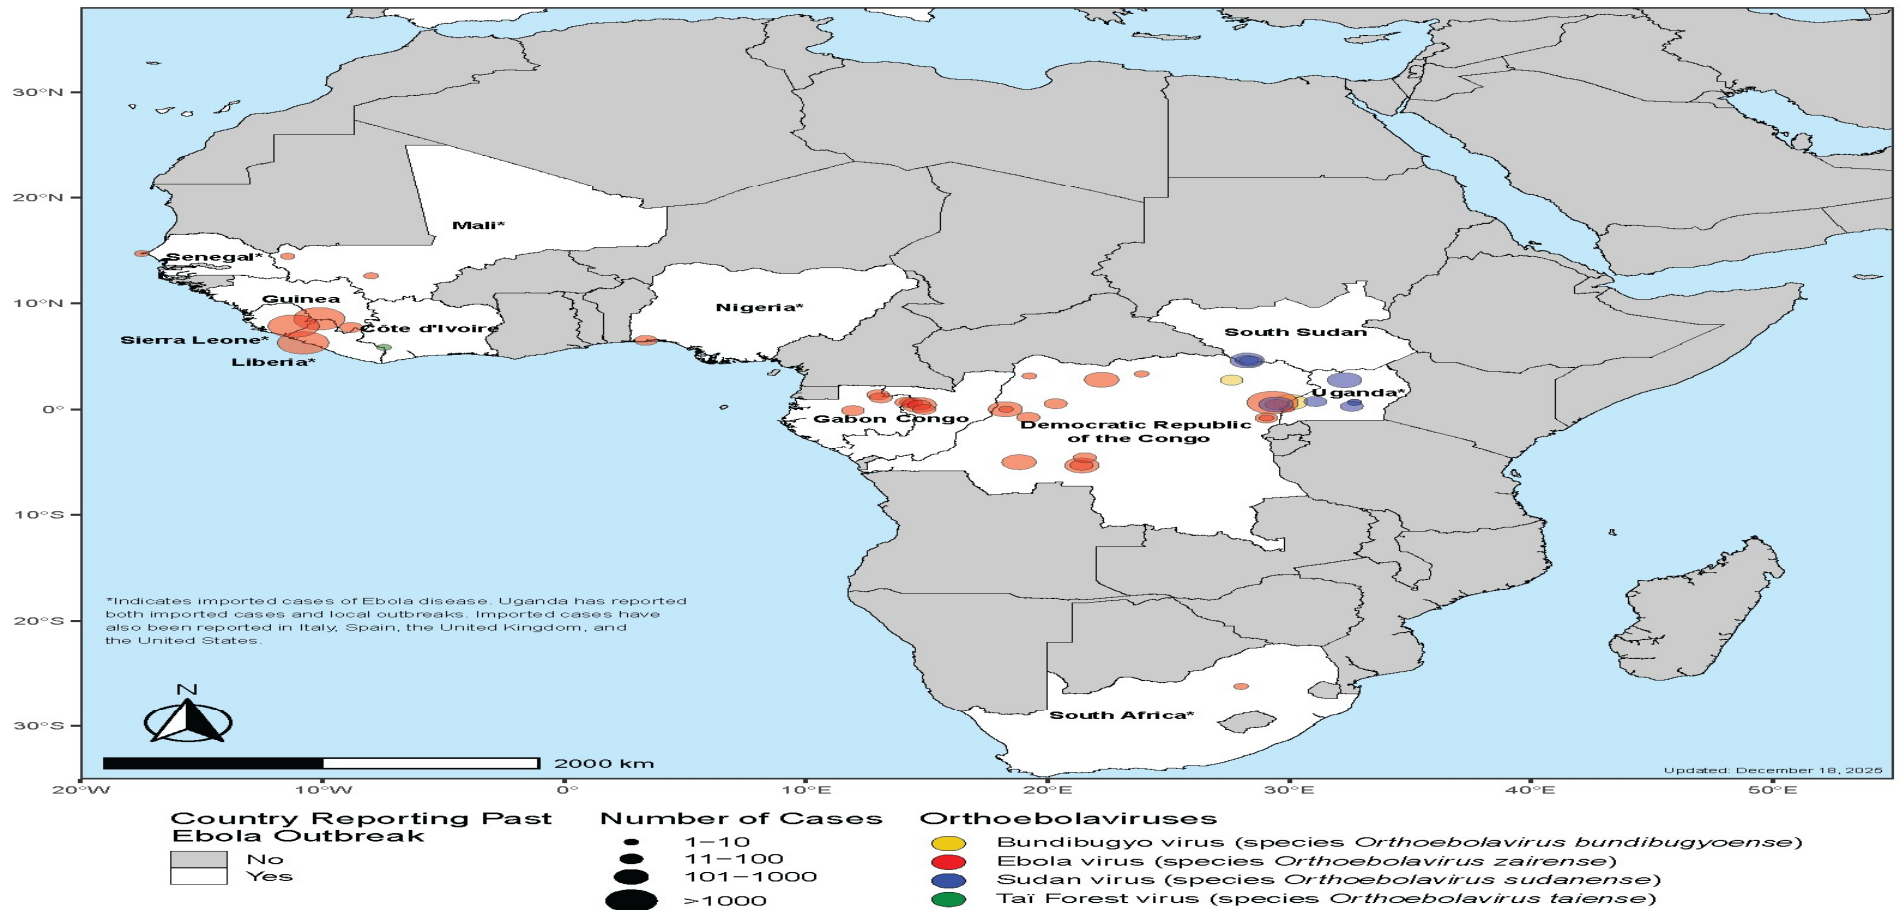 30°N
20°N
10°N
0°
10°S
20°S
30°S
Mali*
Senegal*
Guinea
Nigeria*
Côte d'Ivoire
Sierra Leone*
Liberia*
South Sudan
Uganda*
Gabon Congo
Democratic Republic
of the Congo
South Africa*
*Indicates imported cases of Ebola disease. Uganda has reported
both imported cases and local outbreaks. Imported cases have
also been reported in Italy, Spain, the United Kingdom, and
the United States.
N
2000 km
Updated: December 18, 2025
20°W 10°W 0° 10°E 20°E 30°E 40°E 50°E
Country Reporting Past
Ebola Outbreak
No
Yes
Number of Cases
1–10
11–100
101–1000
>1000
Orthoebolaviruses
Bundibugyo virus (species Orthoebolavirus bundibugyoense)
Ebola virus (species Orthoebolavirus zairense)
Sudan virus (species Orthoebolavirus sudanense)
Taï Forest virus (species Orthoebolavirus taiense)